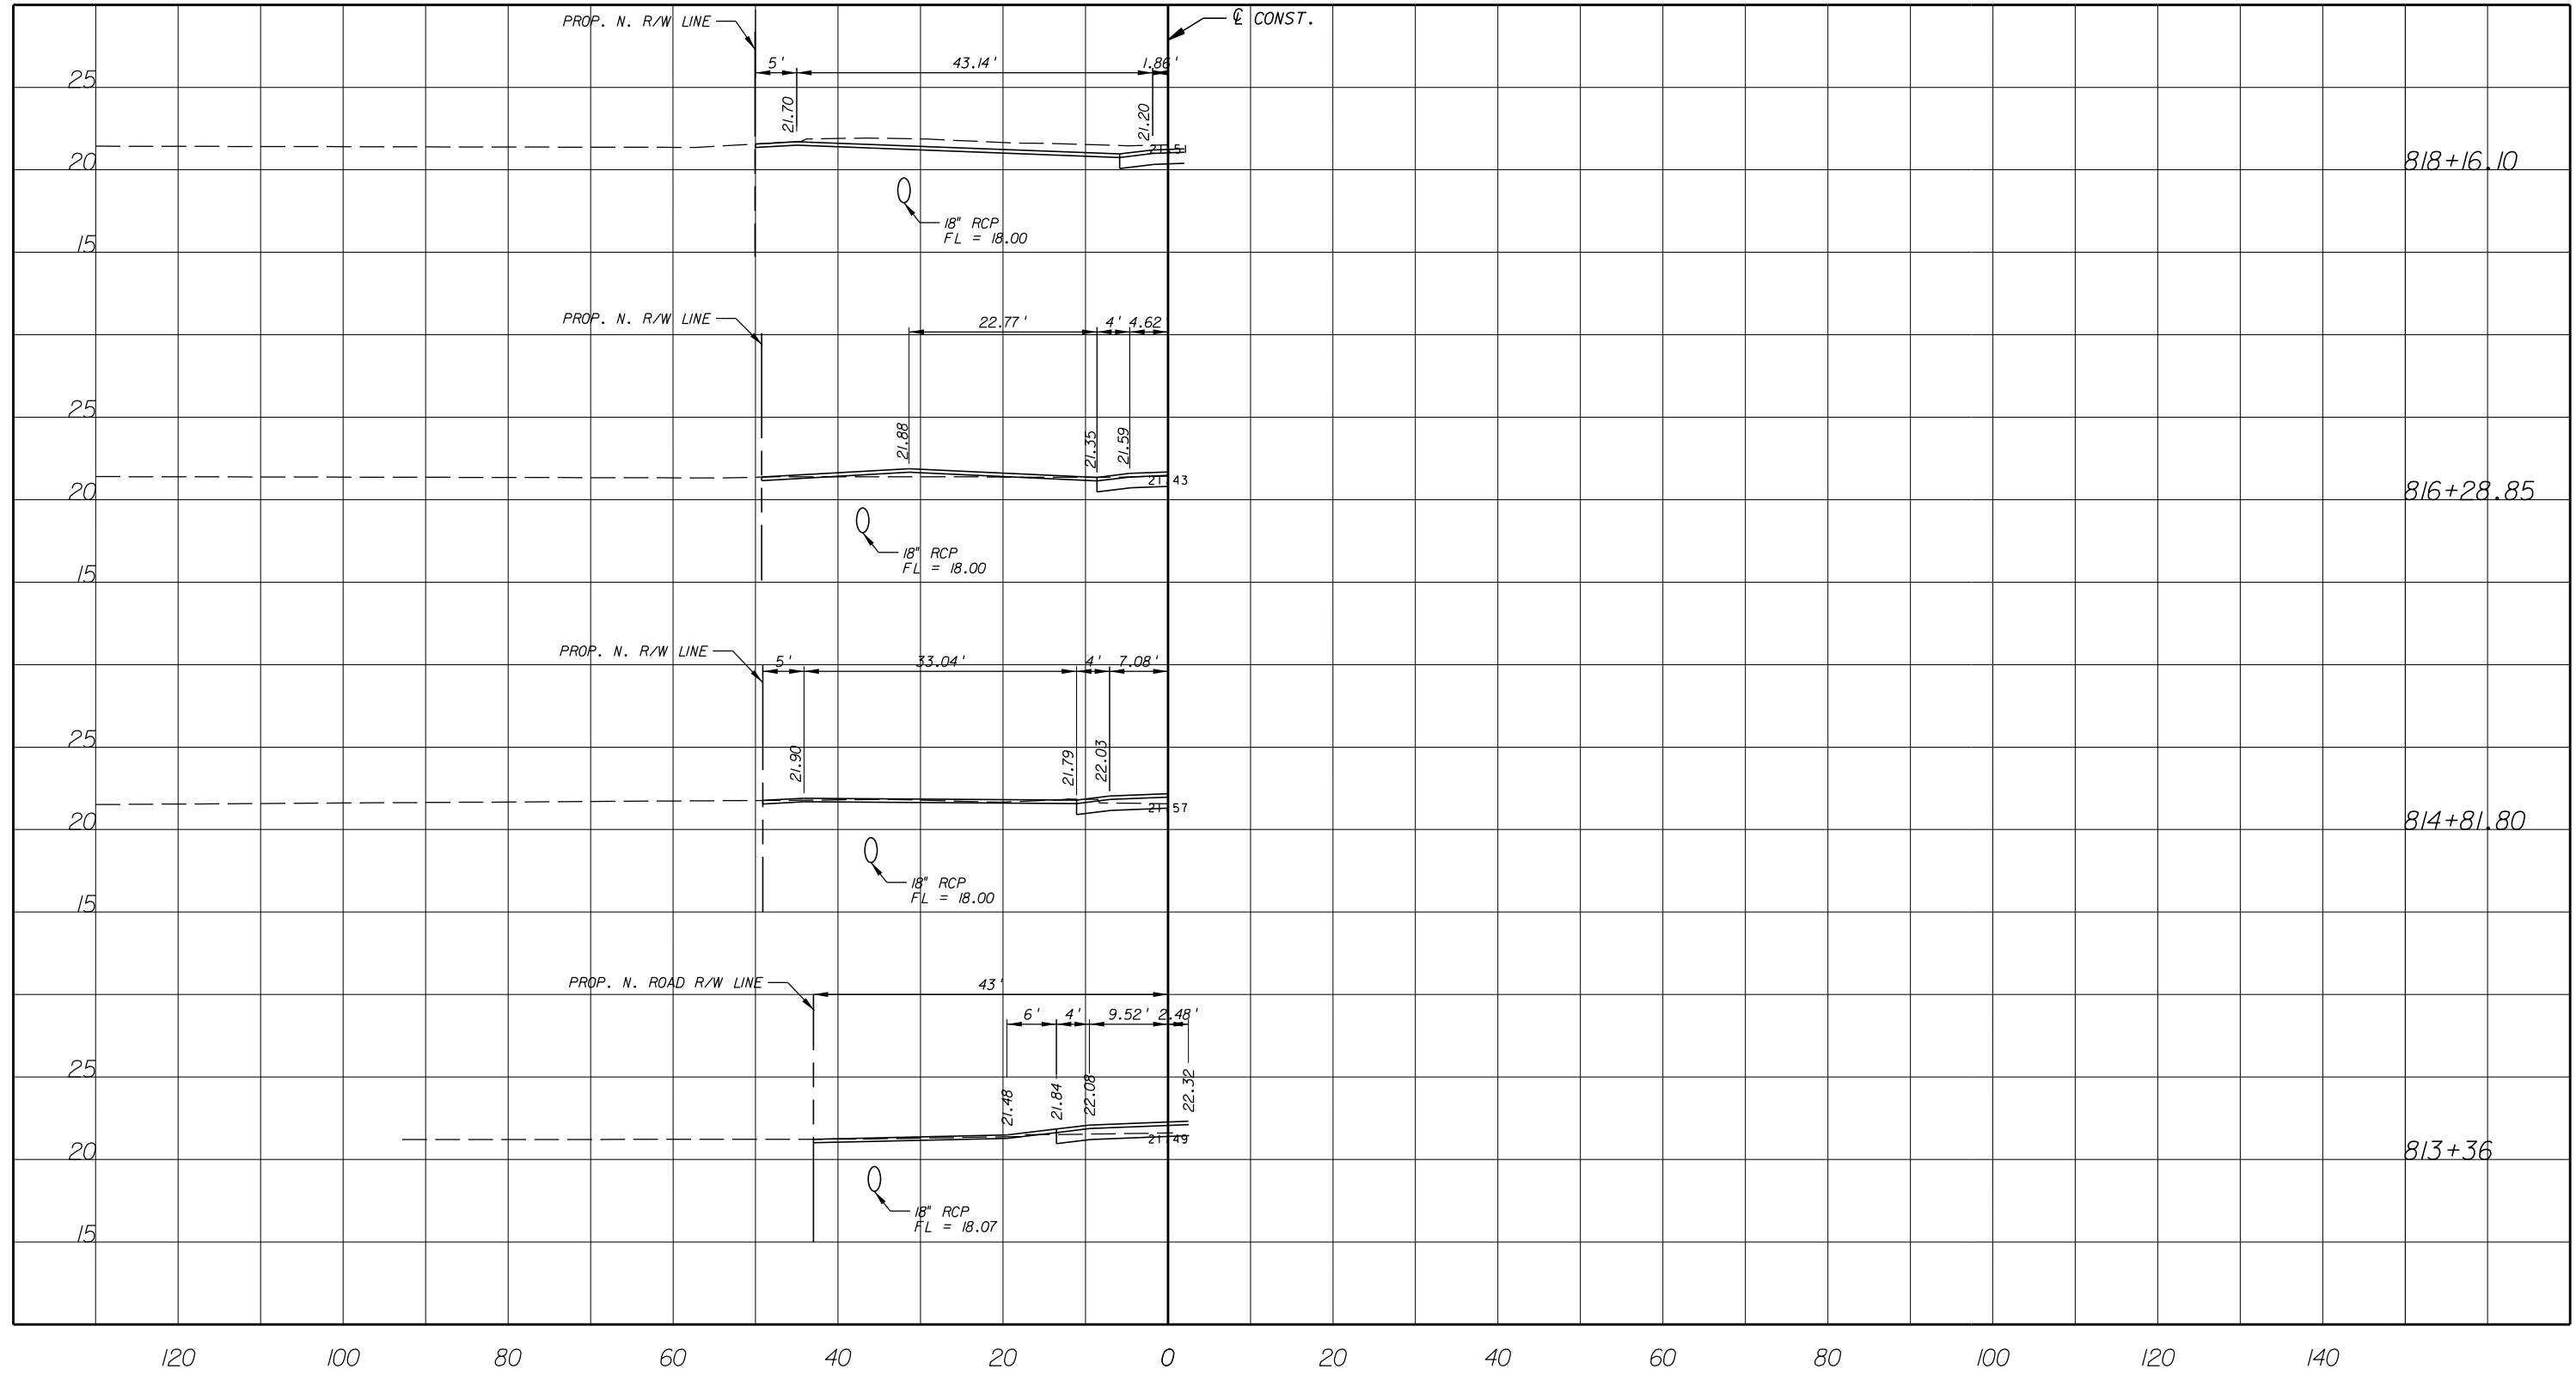 PROP. N. R/W LINE
℄ CONST.
5' 43.14' 1.86'
25
21.70 21.20
21.51
20
818+16.10
18" RCP
FL = 18.00
15
PROP. N. R/W LINE
22.77' 4' 4.62'
25
21.88 21.35 21.59
21.43
20
816+28.85
18" RCP
FL = 18.00
15
PROP. N. R/W LINE
5' 33.04' 4' 7.08'
25
21.90 21.79 22.03
21.57
20
814+81.80
18" RCP
FL = 18.00
15
PROP. N. ROAD R/W LINE
43'
6' 4' 9.52' 2.48'
25
21.48 21.84 22.08 22.32
21.49
20
813+36
18" RCP
FL = 18.07
15
120 100 80 60 40 20 0 20 40 60 80 100 120 140